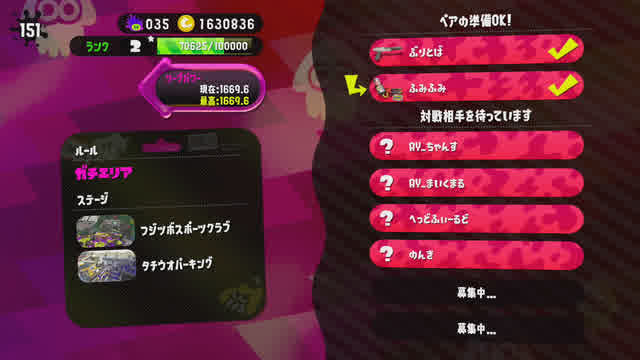 151
035
1630836
ランク 2
70625/100000
リーグパワー
現在:1669.6
最高:1669.6
ルール
ガチエリア
ステージ
フジツボスポーツクラブ
タチウオパーキング
ペアの準備OK!
ぷりとば
ふみふみ
対戦相手を待っています
? AY_ちゃんす
? AY_まいくまる
? へっどふぃーるど
? のんき
募集中...
募集中...